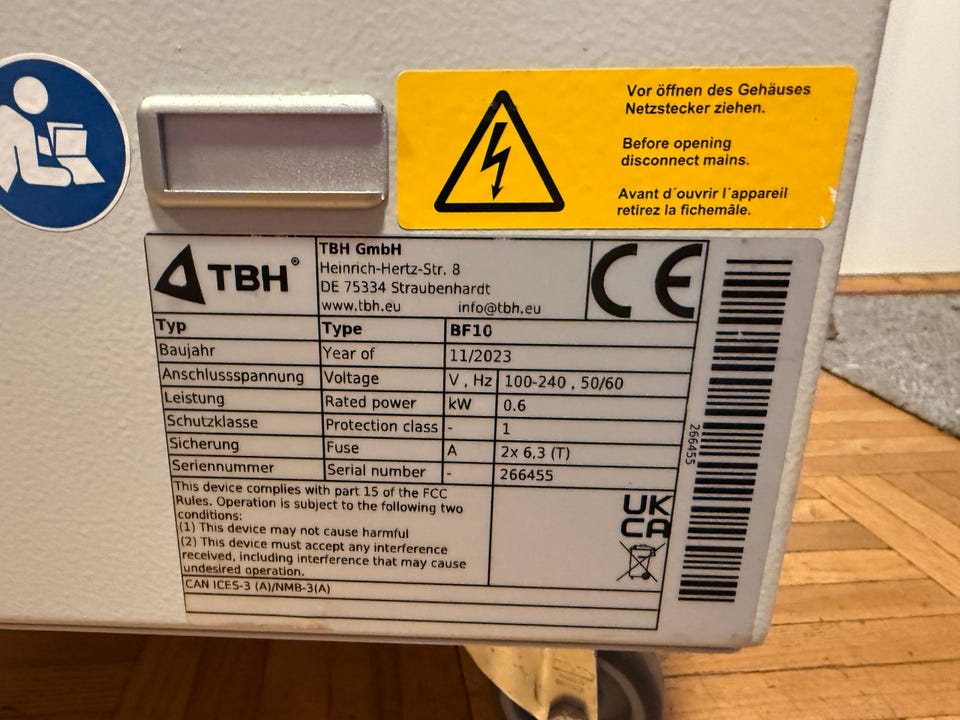 Vor öffnen des Gehäuses
Netzstecker ziehen.
Before opening
disconnect mains.
Avant d´ouvrir l´appareil
retirez la fichemâle.
TBH®
TBH GmbH
Heinrich-Hertz-Str. 8
DE 75334 Straubenhardt
www.tbh.eu info@tbh.eu
CE
Typ Type BF10
Baujahr Year of 11/2023
Anschlussspannung Voltage V , Hz 100-240 , 50/60
Leistung Rated power kW 0.6
Schutzklasse Protection class - 1
Sicherung Fuse A 2x 6,3 (T)
Seriennummer Serial number - 266455
This device complies with part 15 of the FCC
Rules. Operation is subject to the following two
conditions:
(1) This device may not cause harmful
(2) This device must accept any interference
received, including interference that may cause
undesired operation.
UK
CA
CAN ICES-3 (A)/NMB-3(A)
266455